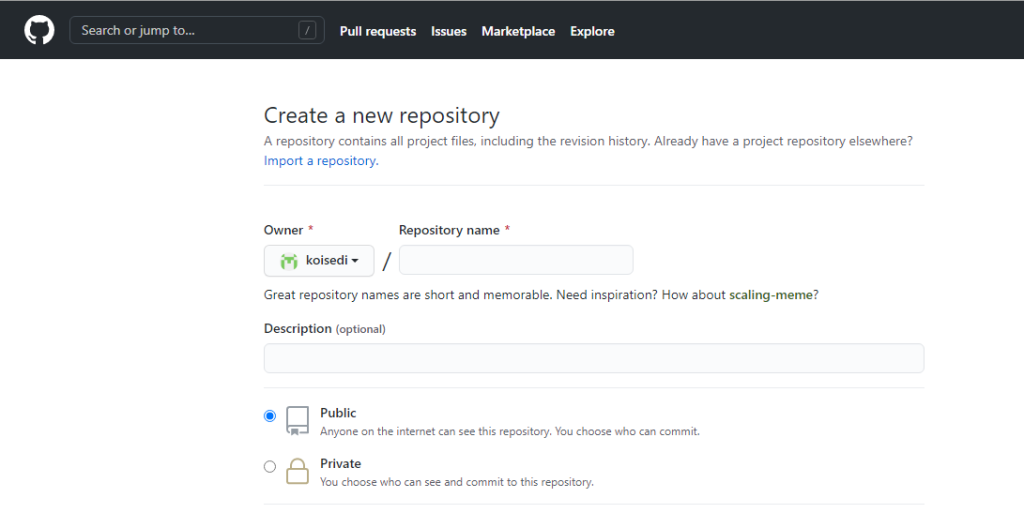 Search or jump to... / Pull requests Issues Marketplace Explore
Create a new repository
A repository contains all project files, including the revision history. Already have a project repository elsewhere?
Import a repository.
Owner * Repository name *
koisedi /
Great repository names are short and memorable. Need inspiration? How about scaling-meme?
Description (optional)
Public
Anyone on the internet can see this repository. You choose who can commit.
Private
You choose who can see and commit to this repository.